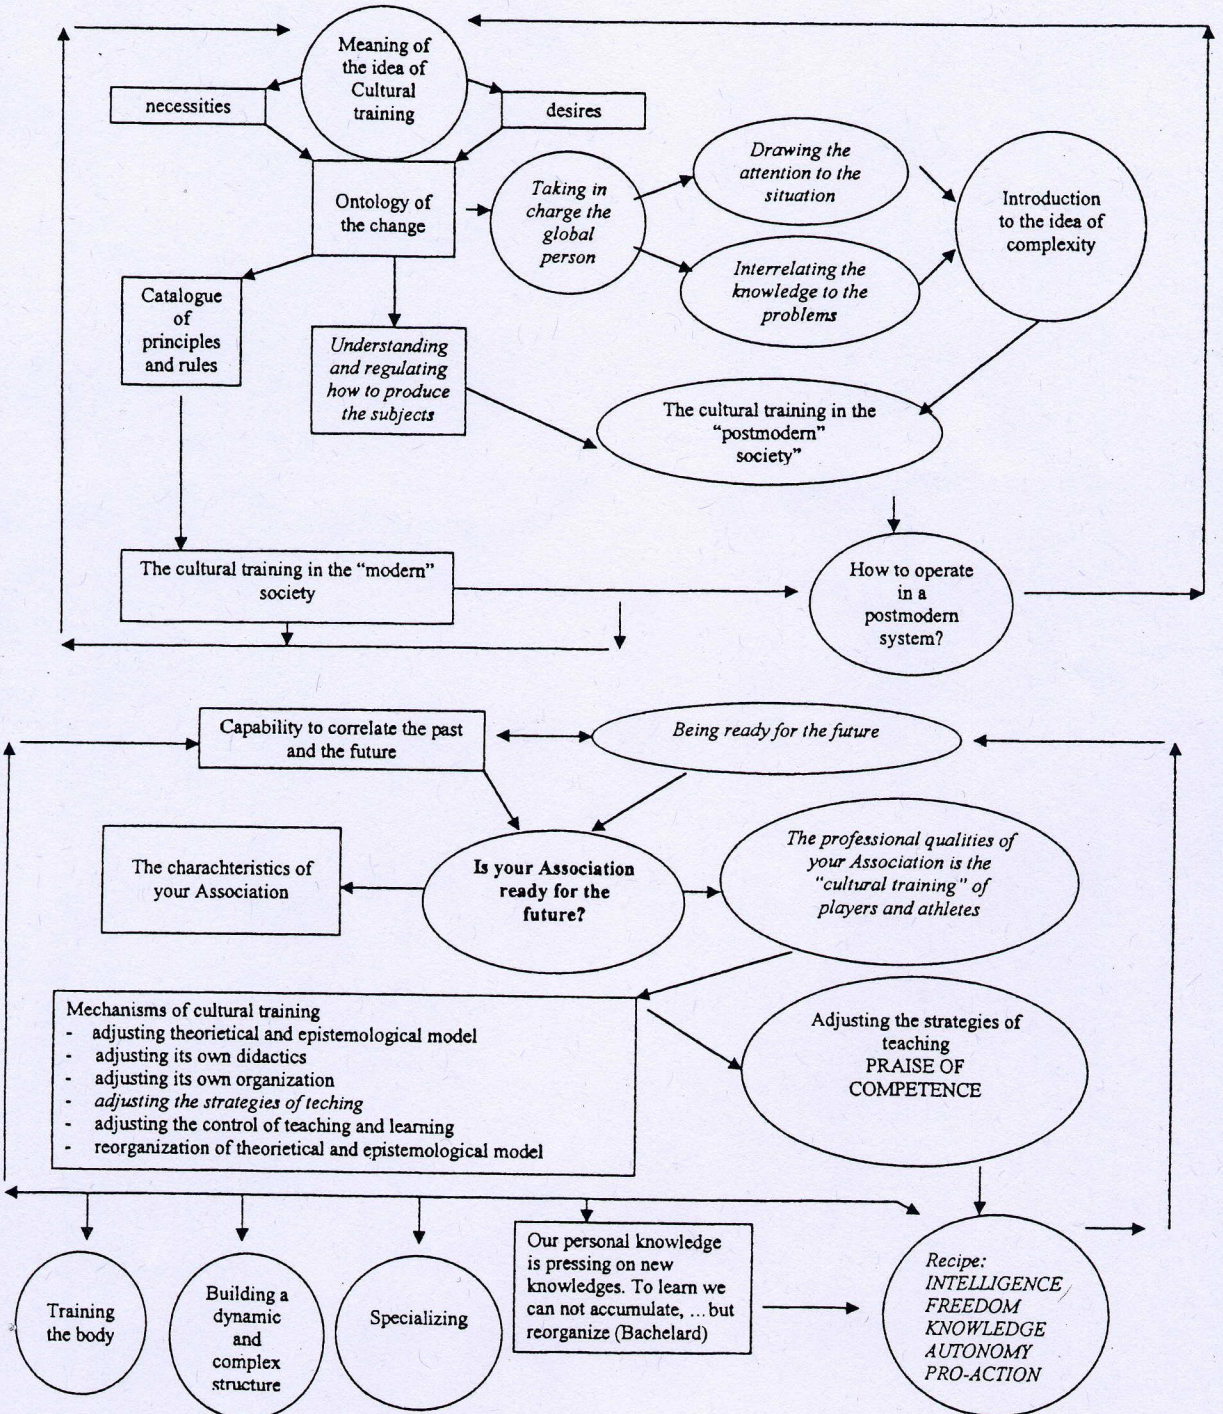 Meaning of
the idea of
Cultural
training
necessities
desires
Ontology of
the change
Taking in
charge the
global
person
Drawing the
attention to the
situation
Interrelating the
knowledge to the
problems
Introduction
to the idea of
complexity
Catalogue
of
principles
and rules
Understanding
and regulating
how to produce
the subjects
The cultural training in the
“postmodern”
society”
The cultural training in the “modern”
society
How to operate
in a
postmodern
system?
Capability to correlate the past
and the future
Being ready for the future
The charachteristics of
your Association
Is your Association
ready for the
future?
The professional qualities of
your Association is the
“cultural training” of
players and athletes
Mechanisms of cultural training
- adjusting theorietical and epistemological model
- adjusting its own didactics
- adjusting its own organization
- adjusting the strategies of teching
- adjusting the control of teaching and learning
- reorganization of theorietical and epistemological model
Adjusting the strategies of
teaching
PRAISE OF
COMPETENCE
Training
the body
Building a
dynamic
and
complex
structure
Specializing
Our personal knowledge
is pressing on new
knowledges. To learn we
can not accumulate, …but
reorganize (Bachelard)
Recipe:
INTELLIGENCE
FREEDOM
KNOWLEDGE
AUTONOMY
PRO-ACTION